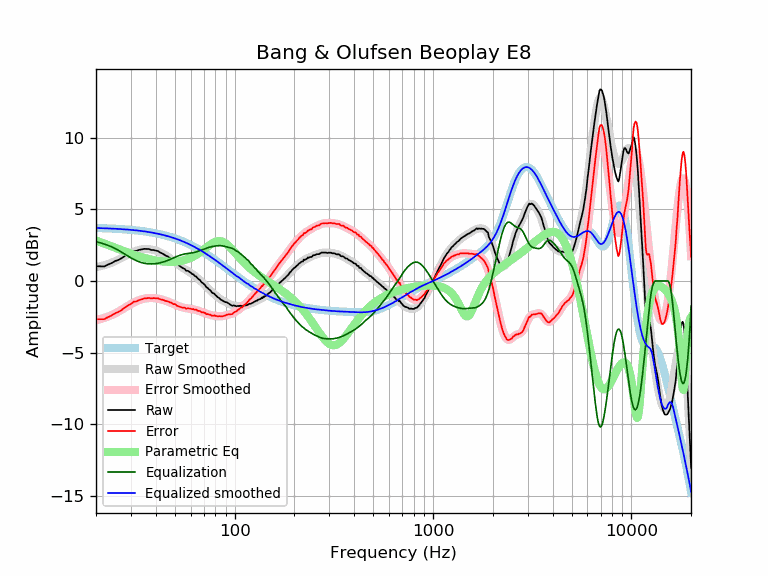 Bang & Olufsen Beoplay E8
Amplitude (dBr)
10
5
0
−5
−10
−15
Target
Raw Smoothed
Error Smoothed
Raw
Error
Parametric Eq
Equalization
Equalized smoothed
100
1000
10000
Frequency (Hz)